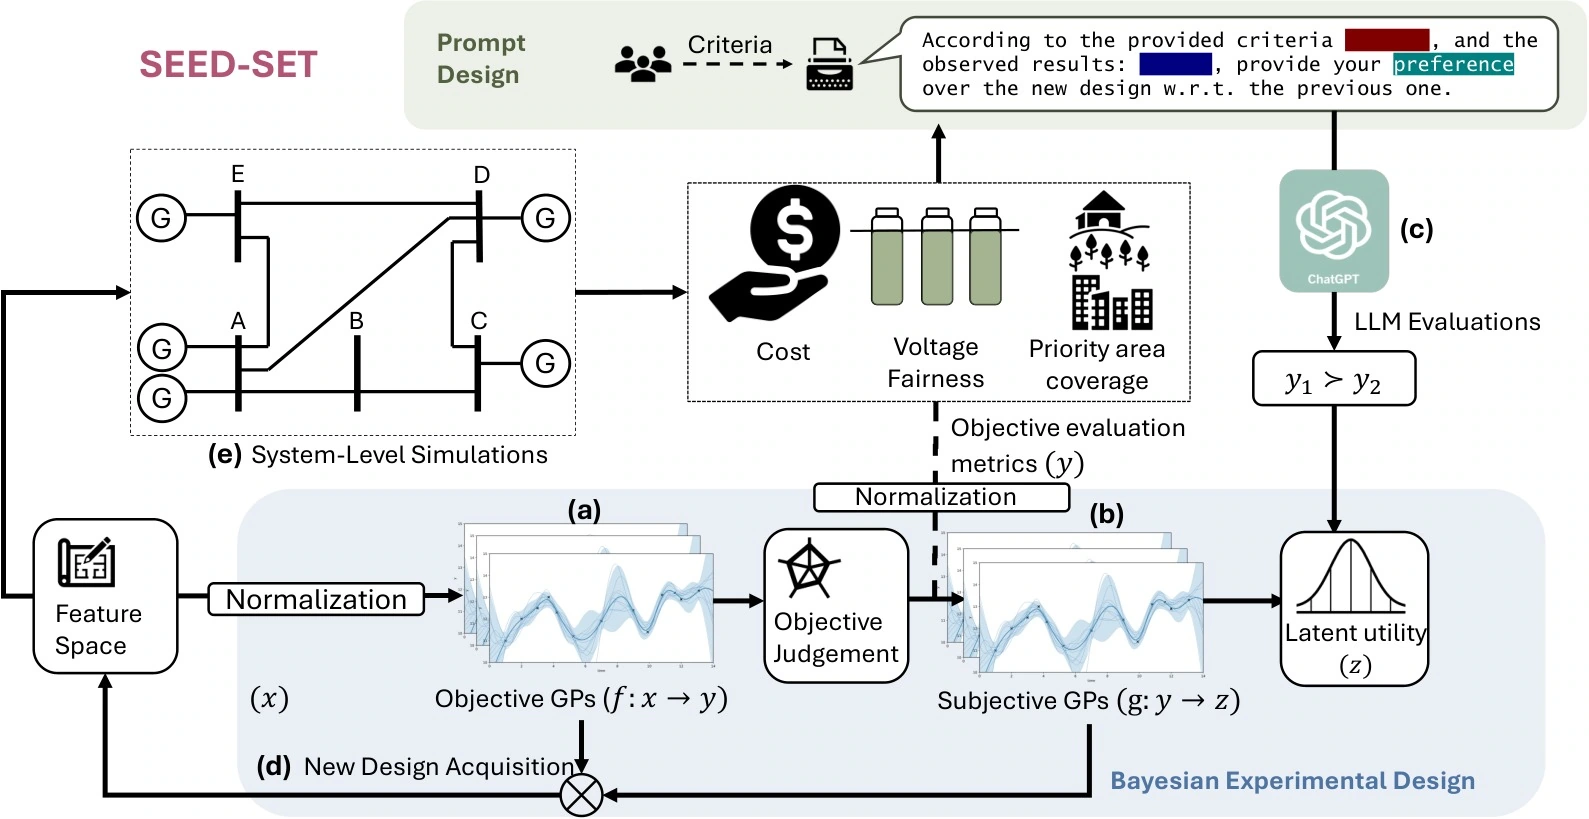 SEED-SET
Prompt
Design
Criteria
According to the provided criteria , and the
observed results: , provide your preference
over the new design w.r.t. the previous one.
E
D
G
G
A
B
C
G
G
G
(e) System-Level Simulations
$
Cost
Voltage
Fairness
Priority area
coverage
ChatGPT
(c)
LLM Evaluations
y₁ ≻ y₂
Objective evaluation
metrics (y)
Normalization
Feature
Space
Normalization
(x)
(a)
Objective GPs (f: x → y)
Objective
Judgement
(b)
Subjective GPs (g: y → z)
Latent utility
(z)
(d) New Design Acquisition
Bayesian Experimental Design